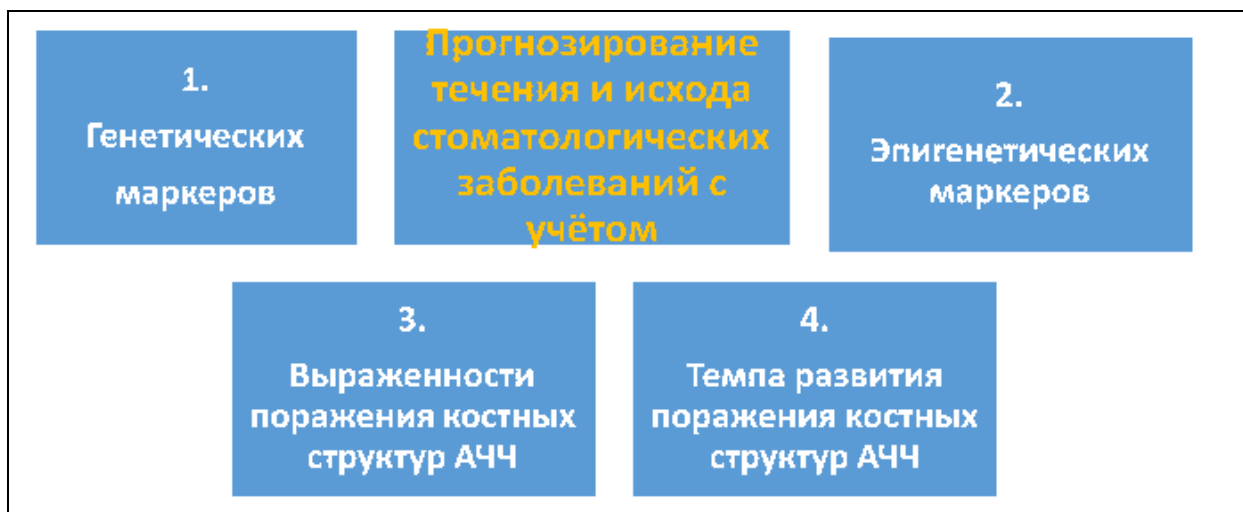 1.
Генетических
маркеров
Прогнозирование
течения и исхода
стоматологических
заболеваний с
учётом
2.
Эпигенетических
маркеров
3.
Выраженности
поражения костных
структур АЧЧ
4.
Темпа развития
поражения костных
структур АЧЧ